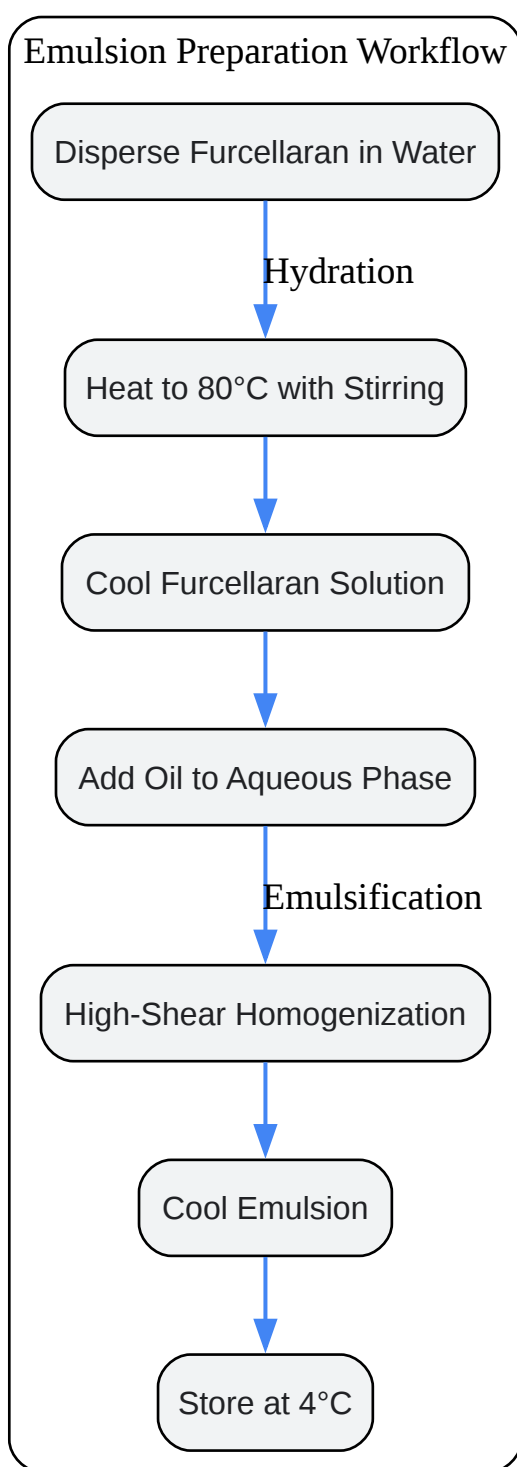 Emulsion Preparation Workflow
Disperse Furcellaran in Water
Hydration
Heat to 80°C with Stirring
Cool Furcellaran Solution
Add Oil to Aqueous Phase
Emulsification
High-Shear Homogenization
Cool Emulsion
Store at 4°C